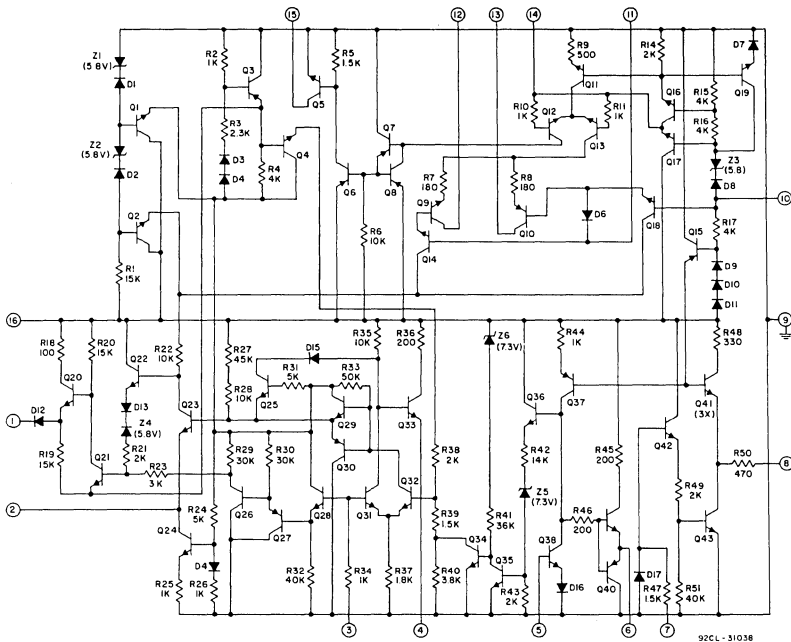 15
12
13
14
11
Z1
(5.8V)
D1
Z2
(5.8V)
D2
R1
15K
Q1
Q2
R2
1K
Q3
R3
2.3K
D3
D4
R4
4K
Q4
Q5
R5
1.5K
Q6
Q7
Q8
R6
10K
R7
180
R8
180
Q9
Q10
Q14
D6
R9
500
Q11
R10
1K
Q12
R11
1K
Q13
R14
2K
Q16
Q17
Q18
D7
Q19
R15
4K
R16
4K
Z3
(5.8)
D8
10
R17
4K
Q15
D9
D10
D11
9
16
R18
100
R20
15K
Q20
D12
1
R19
15K
Q21
Q22
D13
Z4
(5.8V)
R21
2K
R22
10K
Q23
R23
3K
2
Q24
R24
5K
D4
R25
1K
R26
1K
R27
45K
R28
10K
Q25
D15
R31
5K
R33
50K
R35
10K
R36
200
Q29
Q30
Q33
R29
30K
R30
30K
Q26
Q27
Q28
Q31
Q32
R32
40K
R34
1K
R37
1.8K
R38
2K
R39
1.5K
R40
3.8K
3
4
Z6
(7.3V)
R41
36K
Q34
Q35
Q36
R42
14K
Z5
(7.3V)
R43
2K
R44
1K
Q37
R45
200
R46
200
Q38
D16
Q40
5
6
D17
R47
1.5K
7
Q42
R49
2K
Q43
R51
40K
R48
330
Q41
(3X)
R50
470
8
92CL-31038